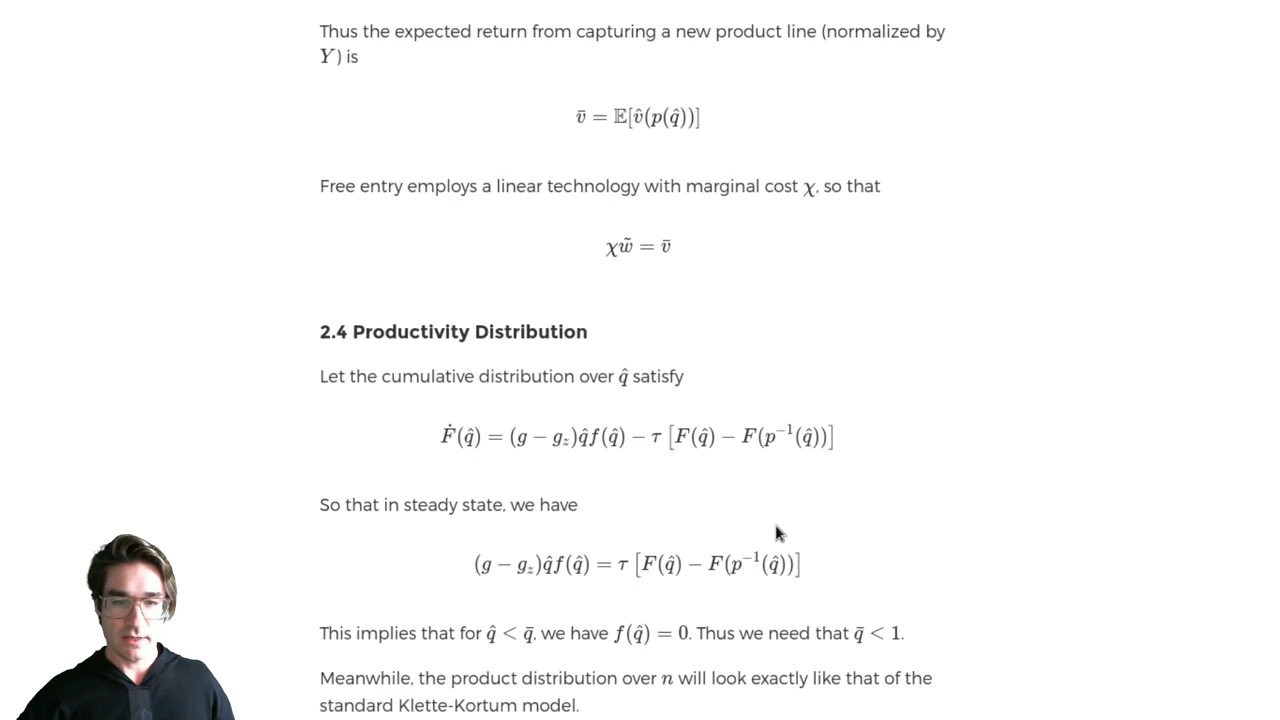 Thus the expected return from capturing a new product line (normalized by
Y) is
v̄ = 𝔼[v̂(p(q̂))]
Free entry employs a linear technology with marginal cost χ, so that
χw̃ = v̄
2.4 Productivity Distribution
Let the cumulative distribution over q̂ satisfy
Ḟ(q̂) = (g − g_z)q̂f(q̂) − τ [F(q̂) − F(p⁻¹(q̂))]
So that in steady state, we have
(g − g_z)q̂f(q̂) = τ [F(q̂) − F(p⁻¹(q̂))]
This implies that for q̂ < q̄, we have f(q̂) = 0. Thus we need that q̄ < 1.
Meanwhile, the product distribution over n will look exactly like that of the
standard Klette-Kortum model.